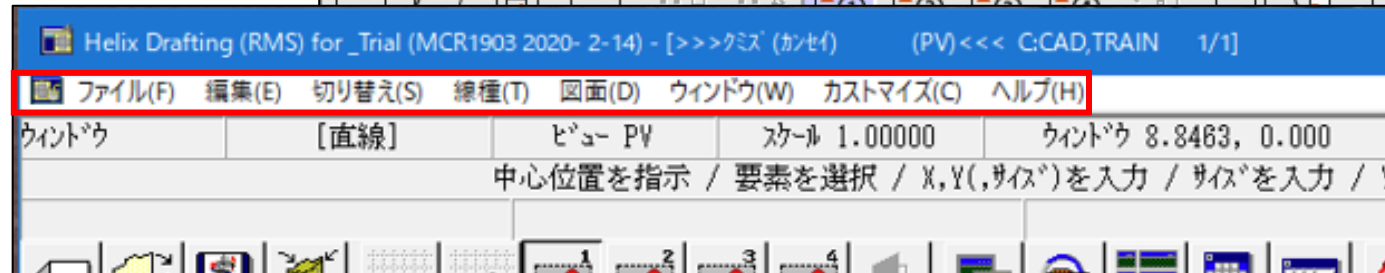 Helix Drafting (RMS) for _Trial (MCR1903 2020- 2-14) - [>>>ｸﾐｽﾞ (ｶﾝｾｲ) (PV)<<< C:CAD,TRAIN 1/1]
ファイル(F) 編集(E) 切り替え(S) 線種(T) 図面(D) ウィンドウ(W) カストマイズ(C) ヘルプ(H)
ｳｨﾝﾄﾞｳ [直線] ﾋﾞｭｰ PV ｽｹｰﾙ 1.00000 ｳｨﾝﾄﾞｳ 8.8463, 0.000
中心位置を指示 / 要素を選択 / X,Y(,ｻｲｽﾞ)を入力 / ｻｲｽﾞを入力 /
1 2 3 4